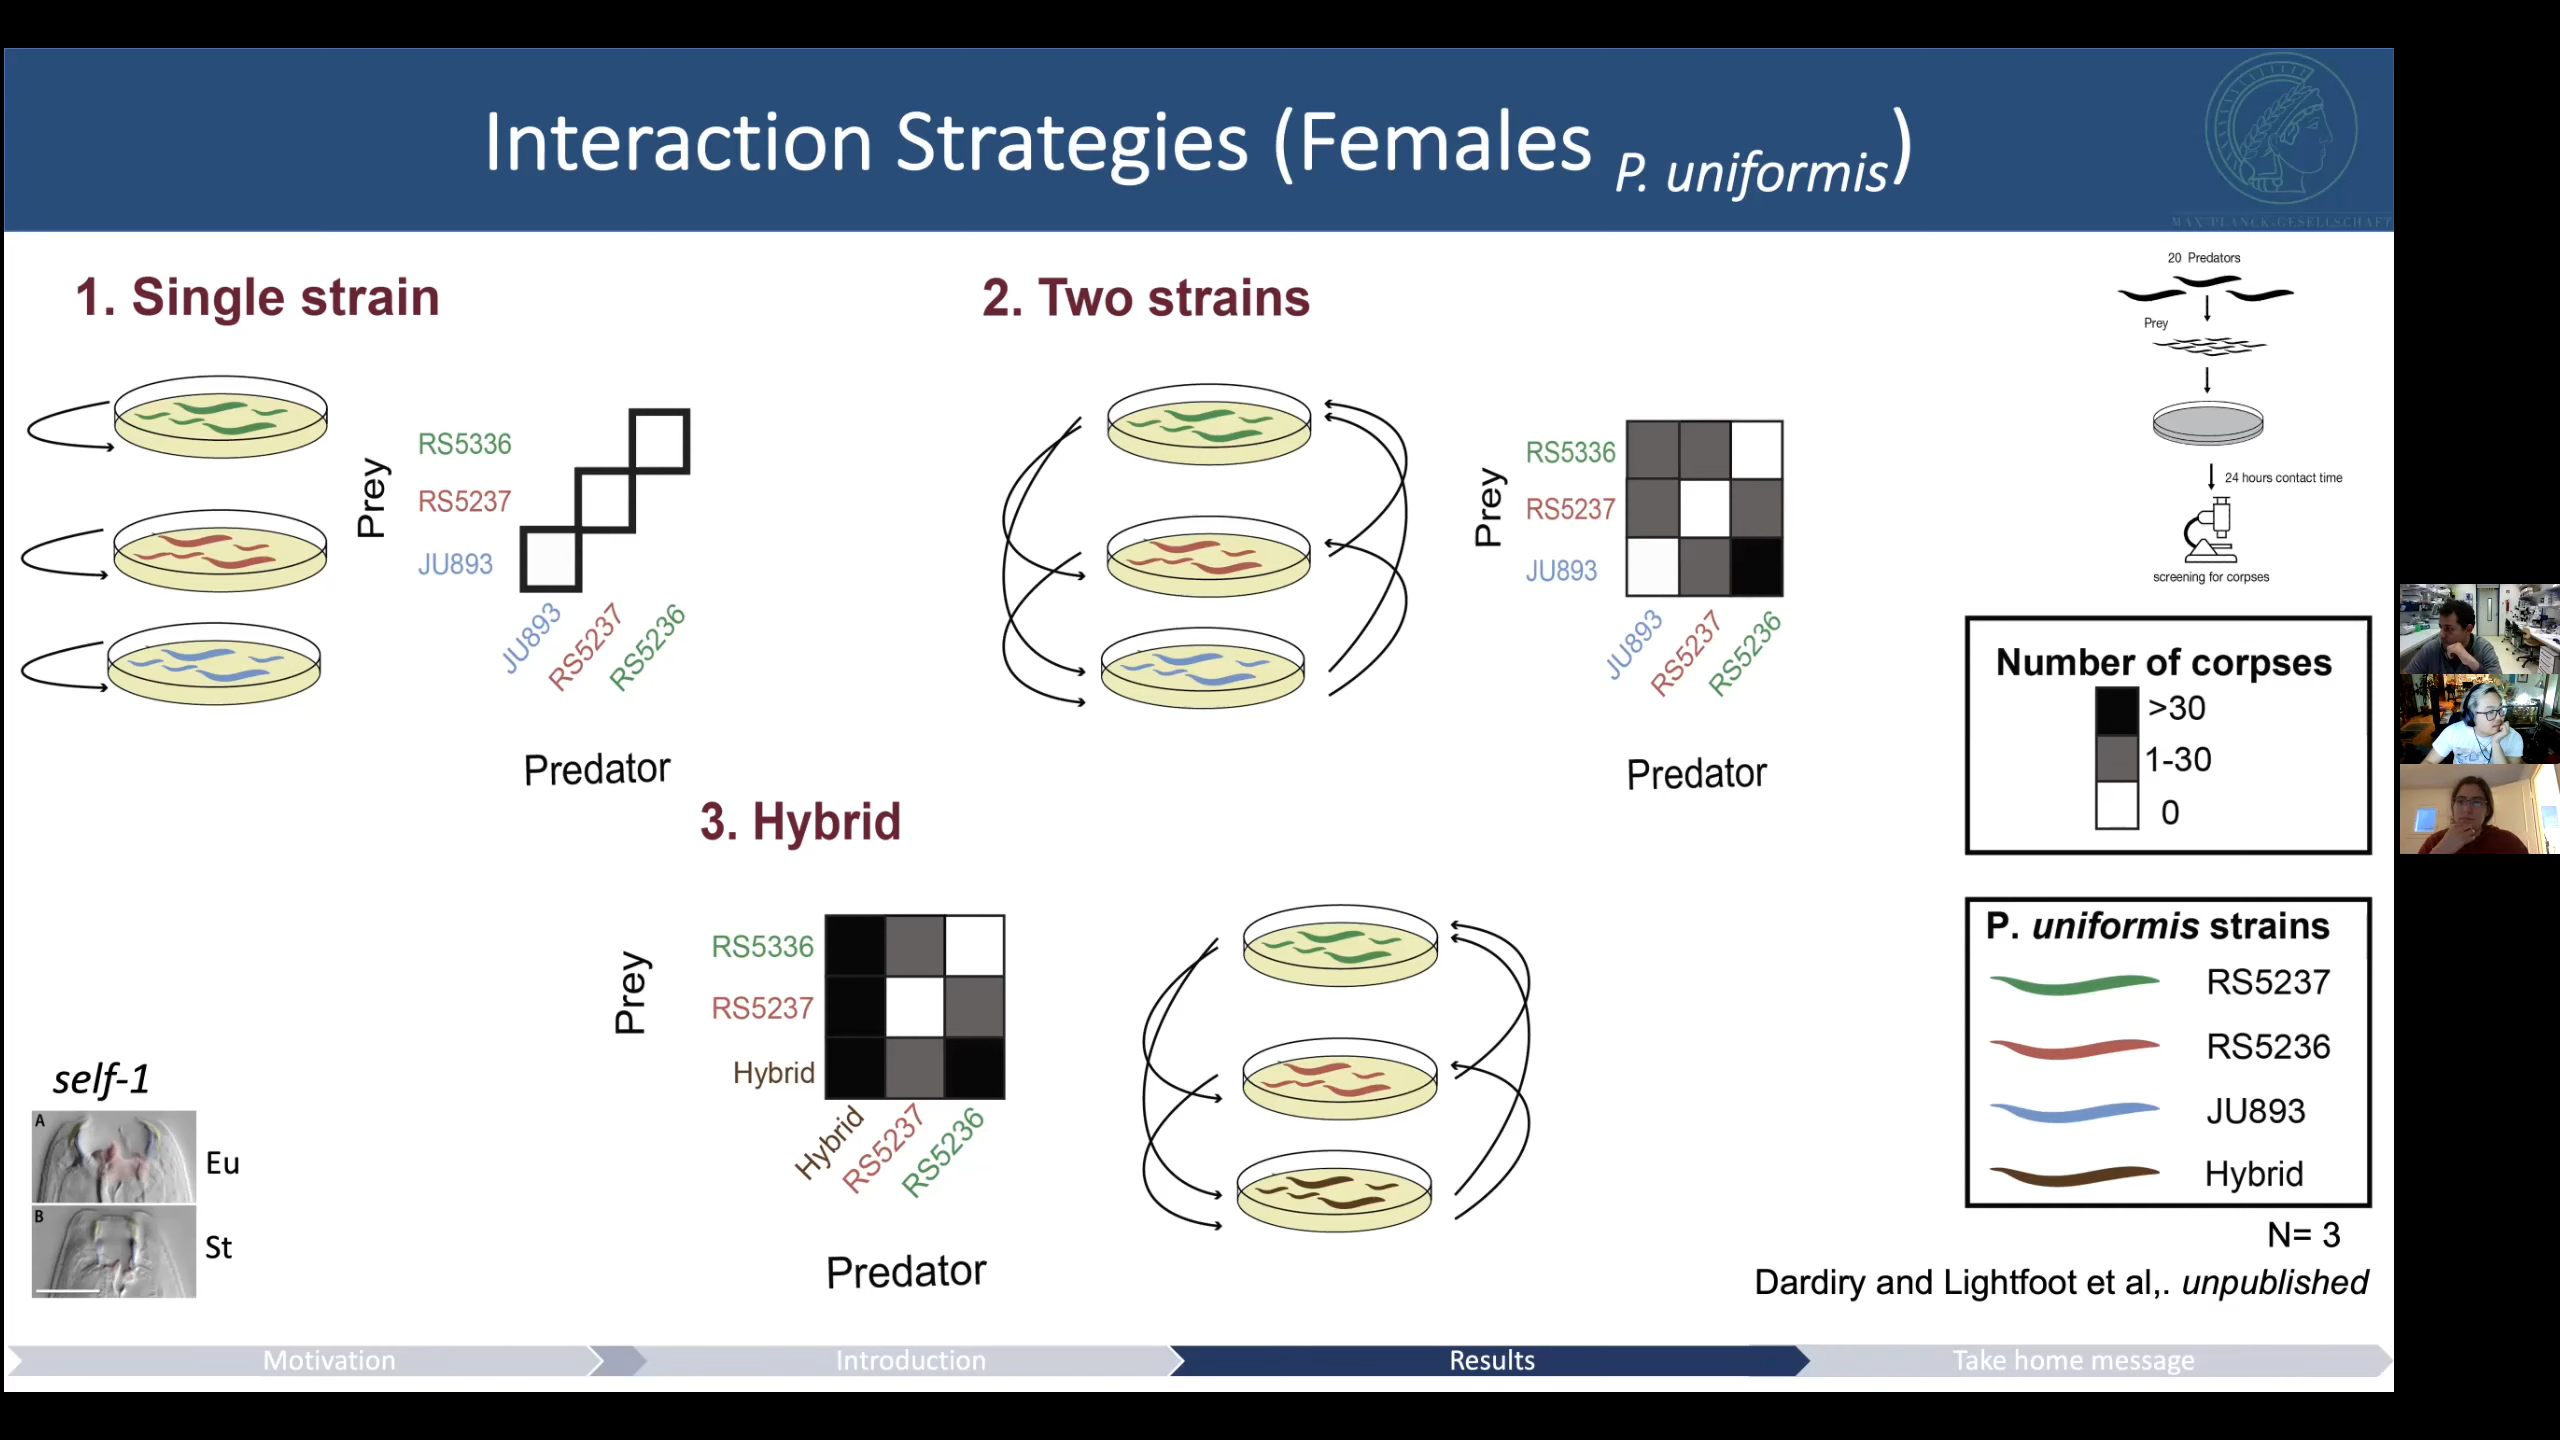 Interaction Strategies (Females P. uniformis)
MAX-PLANCK-GESELLSCHAFT
1. Single strain
Prey
RS5336
RS5237
JU893
JU893
RS5237
RS5236
Predator
2. Two strains
Prey
RS5336
RS5237
JU893
JU893
RS5237
RS5236
Predator
20 Predators
Prey
24 hours contact time
screening for corpses
Number of corpses
>30
1-30
0
3. Hybrid
Prey
RS5336
RS5237
Hybrid
Hybrid
RS5237
RS5236
Predator
P. uniformis strains
RS5237
RS5236
JU893
Hybrid
self-1
A
Eu
B
St
N= 3
Dardiry and Lightfoot et al,. unpublished
Motivation
Introduction
Results
Take home message